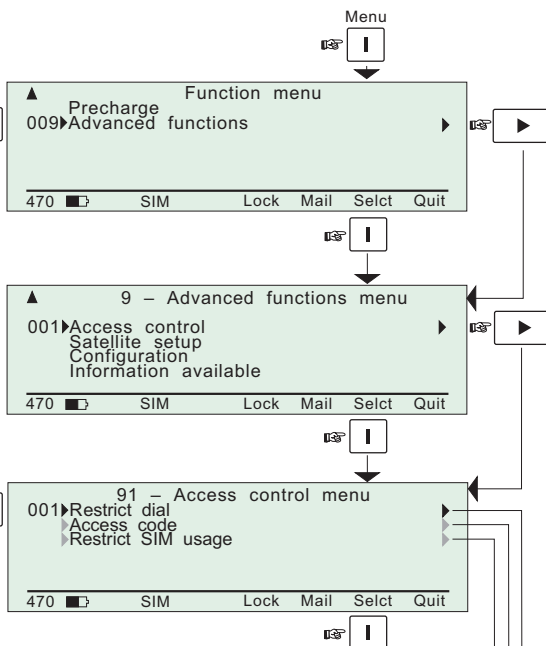 Menu
Function menu
Precharge
009 Advanced functions
470 SIM Lock Mail Selct Quit
9 – Advanced functions menu
001 Access control
Satellite setup
Configuration
Information available
470 SIM Lock Mail Selct Quit
91 – Access control menu
001 Restrict dial
Access code
Restrict SIM usage
470 SIM Lock Mail Selct Quit